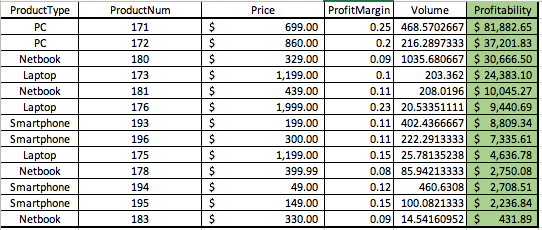 ProductType ProductNum Price ProfitMargin Volume Profitability
PC 171 $ 699.00 0.25 468.5702667 $ 81,882.65
PC 172 $ 860.00 0.2 216.2897333 $ 37,201.83
Netbook 180 $ 329.00 0.09 1035.680667 $ 30,666.50
Laptop 173 $ 1,199.00 0.1 203.362 $ 24,383.10
Netbook 181 $ 439.00 0.11 208.0196 $ 10,045.27
Laptop 176 $ 1,999.00 0.23 20.53351111 $ 9,440.69
Smartphone 193 $ 199.00 0.11 402.4366667 $ 8,809.34
Smartphone 196 $ 300.00 0.11 222.2913333 $ 7,335.61
Laptop 175 $ 1,199.00 0.15 25.78135238 $ 4,636.78
Netbook 178 $ 399.99 0.08 85.94213333 $ 2,750.08
Smartphone 194 $ 49.00 0.12 460.6308 $ 2,708.51
Smartphone 195 $ 149.00 0.15 100.0821333 $ 2,236.84
Netbook 183 $ 330.00 0.09 14.54160952 $ 431.89